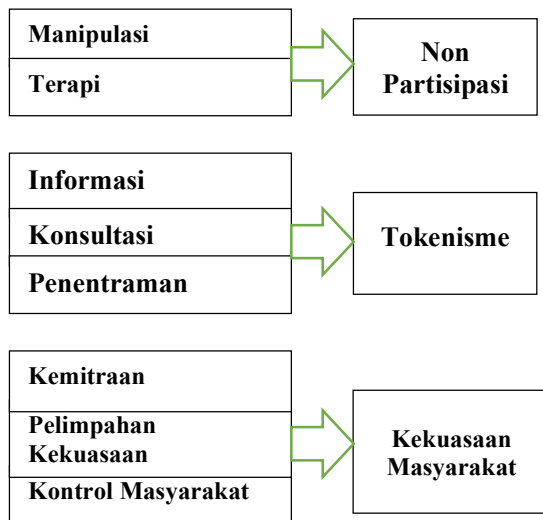 Manipulasi
Terapi
Non
Partisipasi
Informasi
Konsultasi
Penentraman
Tokenisme
Kemitraan
Pelimpahan
Kekuasaan
Kontrol Masyarakat
Kekuasaan
Masyarakat